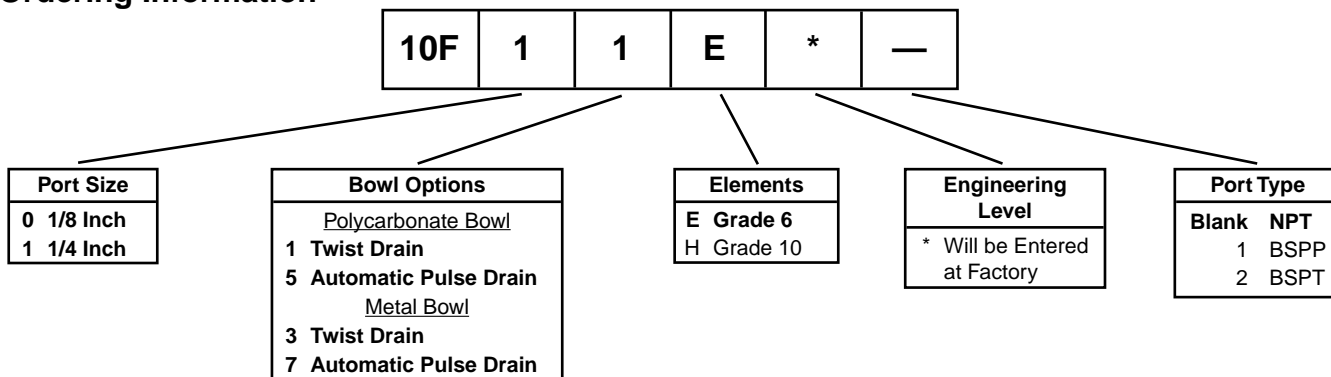 Ordering Information
10F 1 1 E * —
Port Size
0 1/8 Inch
1 1/4 Inch
Bowl Options
Polycarbonate Bowl
1 Twist Drain
5 Automatic Pulse Drain
Metal Bowl
3 Twist Drain
7 Automatic Pulse Drain
Elements
E Grade 6
H Grade 10
Engineering
Level
* Will be Entered
at Factory
Port Type
Blank NPT
1 BSPP
2 BSPT